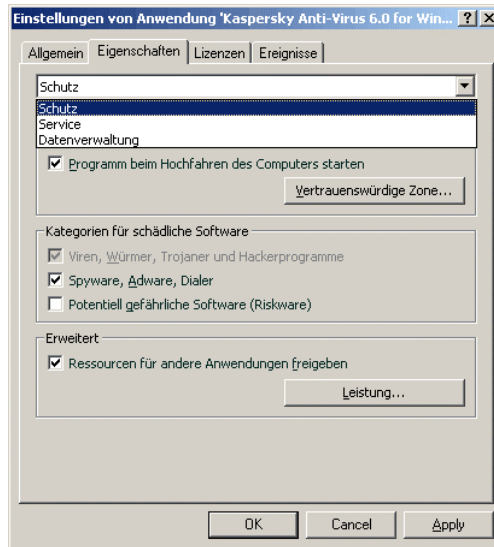 Einstellungen von Anwendung 'Kaspersky Anti-Virus 6.0 for Win...
Allgemein Eigenschaften Lizenzen Ereignisse
Schutz
Schutz
Service
Datenverwaltung
Programm beim Hochfahren des Computers starten
Vertrauenswürdige Zone...
Kategorien für schädliche Software
Viren, Würmer, Trojaner und Hackerprogramme
Spyware, Adware, Dialer
Potentiell gefährliche Software (Riskware)
Erweitert
Ressourcen für andere Anwendungen freigeben
Leistung...
OK Cancel Apply